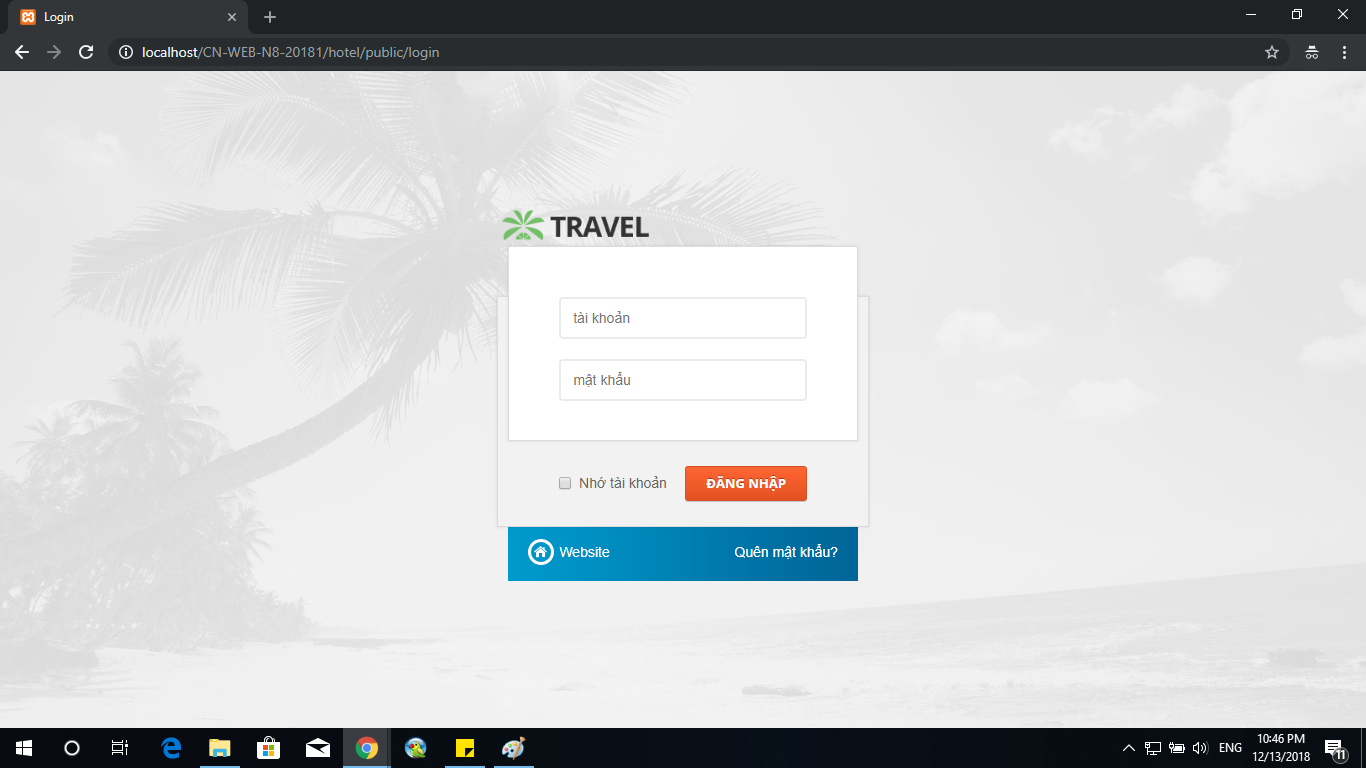 Login
localhost/CN-WEB-N8-20181/hotel/public/login
TRAVEL
tài khoản
mật khẩu
Nhớ tài khoản
ĐĂNG NHẬP
Website
Quên mật khẩu?
ENG
10:46 PM
12/13/2018
11